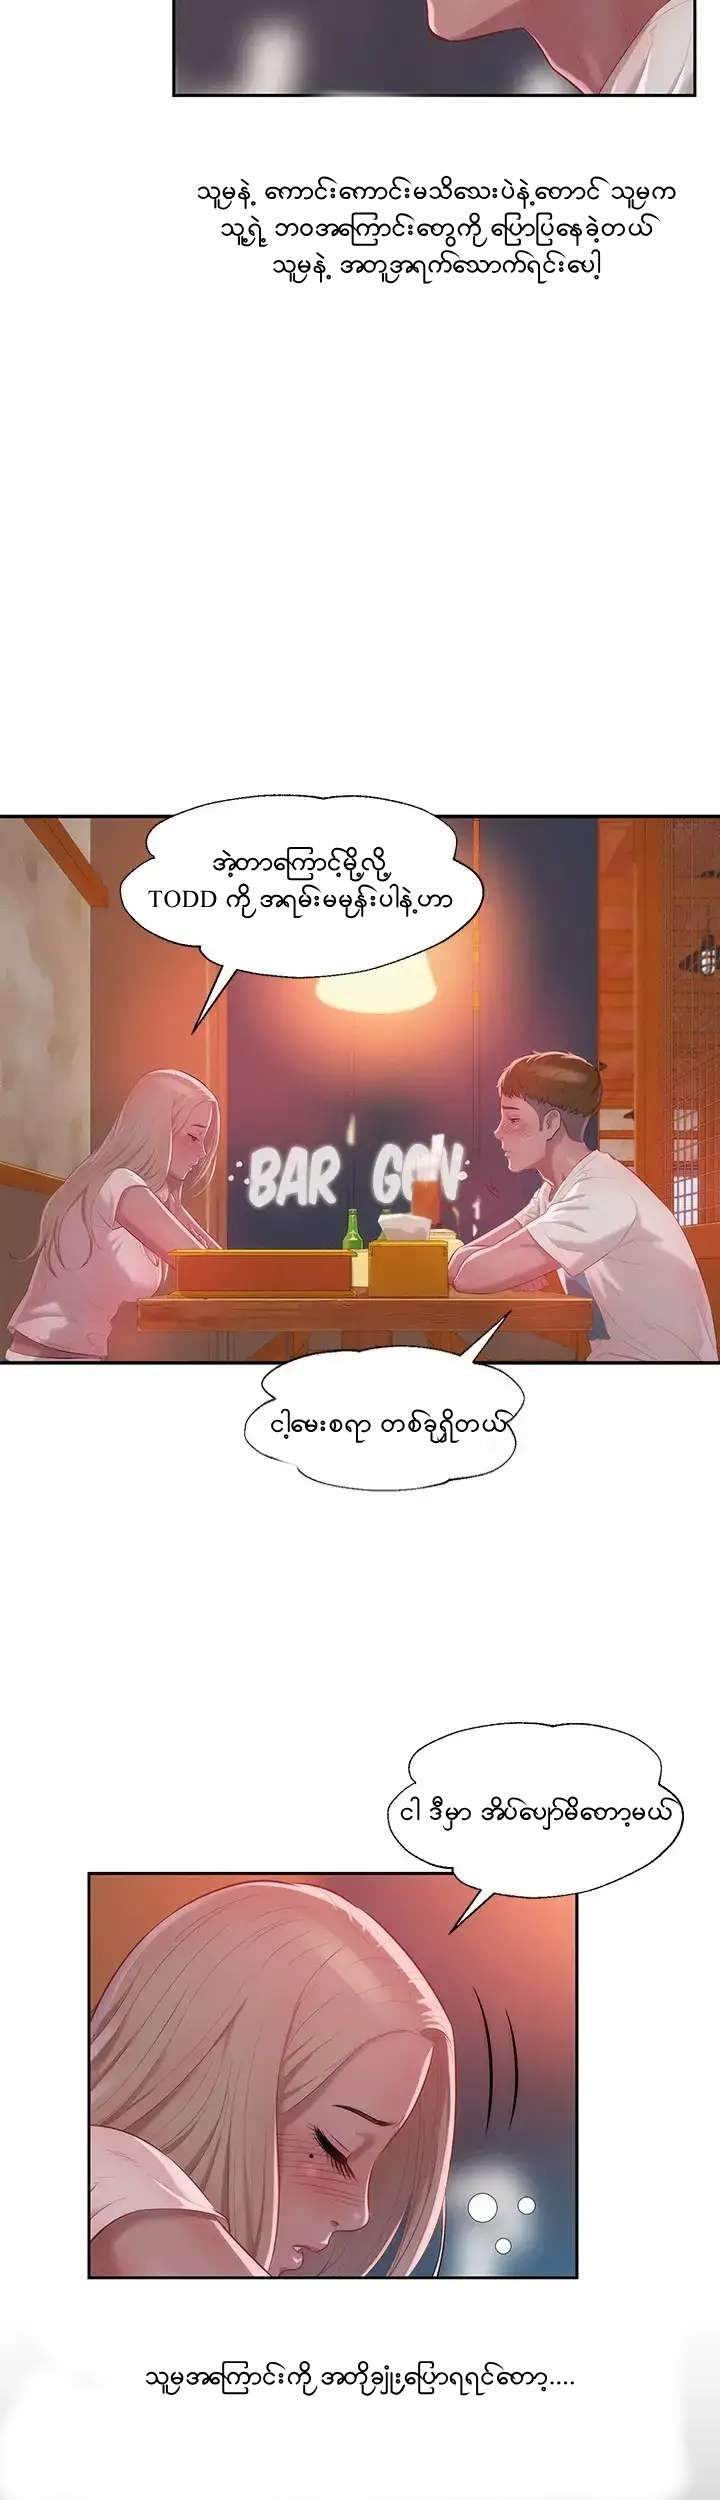 သူမနဲ့ ကောင်းကောင်းမသိသေးပဲနဲ့တောင် သူမက
သူ့ရဲ့ ဘဝအကြောင်းတွေကို ပြောပြနေခဲ့တယ်
သူမနဲ့ အတူအရက်သောက်ရင်းပေါ့
အဲ့တာကြောင့်မို့လို့
TODD ကို အရမ်းမမုန်းပါနဲ့ဟာ
BAR GON
ငါ့မေးစရာ တစ်ခုရှိတယ်
ငါ ဒီမှာ အိပ်ပျော်မိတော့မယ်
သူမအကြောင်းကို အတိုချုံးပြောရရင်တော့....